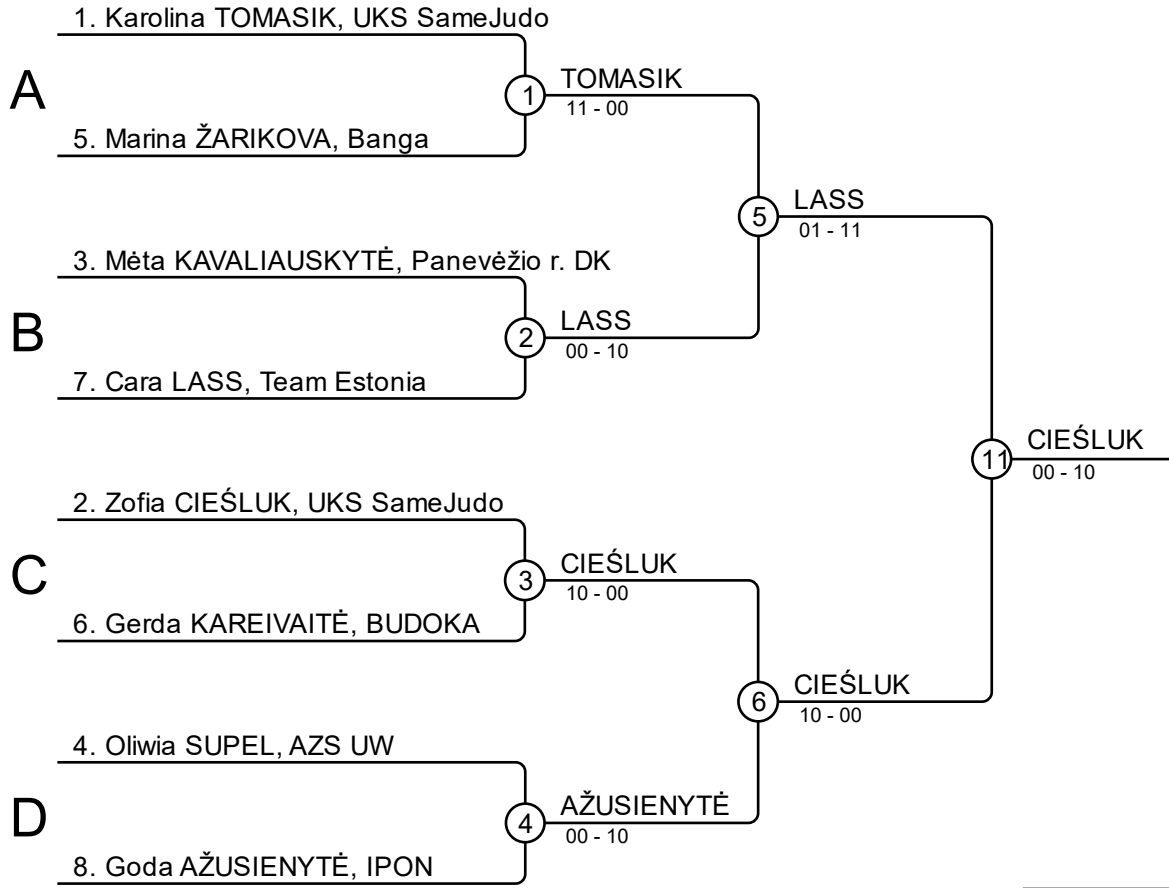 1. Karolina TOMASIK, UKS SameJudo
A
1
TOMASIK
11 - 00
5. Marina ŽARIKOVA, Banga
5
LASS
01 - 11
3. Mėta KAVALIAUSKYTĖ, Panevėžio r. DK
B
2
LASS
00 - 10
7. Cara LASS, Team Estonia
11
CIEŚLUK
00 - 10
2. Zofia CIEŚLUK, UKS SameJudo
C
3
CIEŚLUK
10 - 00
6. Gerda KAREIVAITĖ, BUDOKA
6
CIEŚLUK
10 - 00
4. Oliwia SUPEL, AZS UW
D
4
AŽUSIENYTĖ
00 - 10
8. Goda AŽUSIENYTĖ, IPON